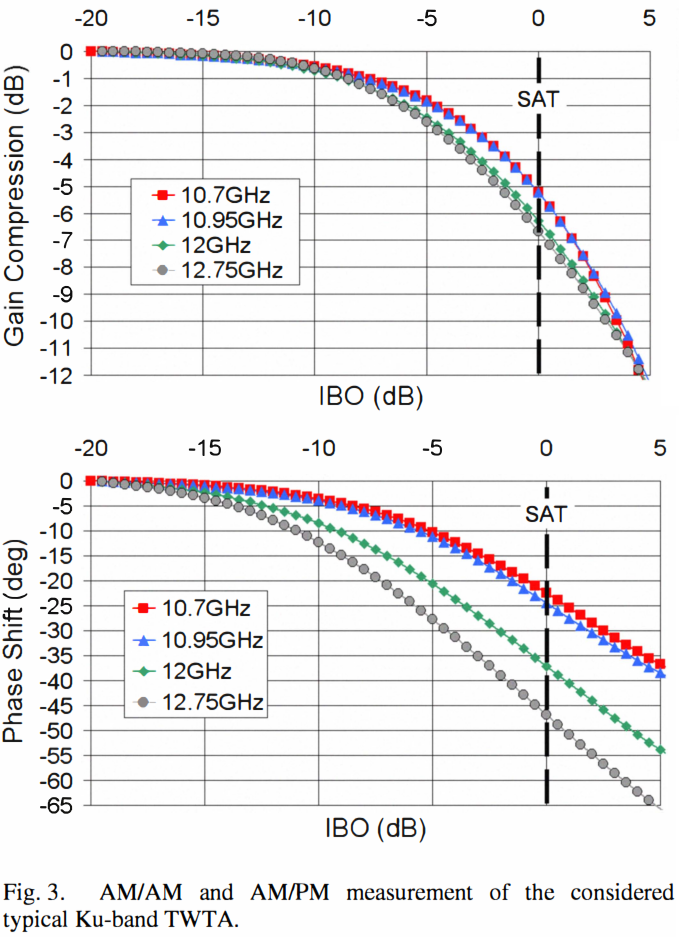 -20 -15 -10 -5 0 5
0
-1
-2
-3
-4
-5
-6
-7
-8
-9
-10
-11
-12
Gain Compression (dB)
SAT
10.7GHz
10.95GHz
12GHz
12.75GHz
IBO (dB)
-20 -15 -10 -5 0 5
0
-5
-10
-15
-20
-25
-30
-35
-40
-45
-50
-55
-60
-65
Phase Shift (deg)
SAT
10.7GHz
10.95GHz
12GHz
12.75GHz
IBO (dB)
Fig. 3. AM/AM and AM/PM measurement of the considered
typical Ku-band TWTA.